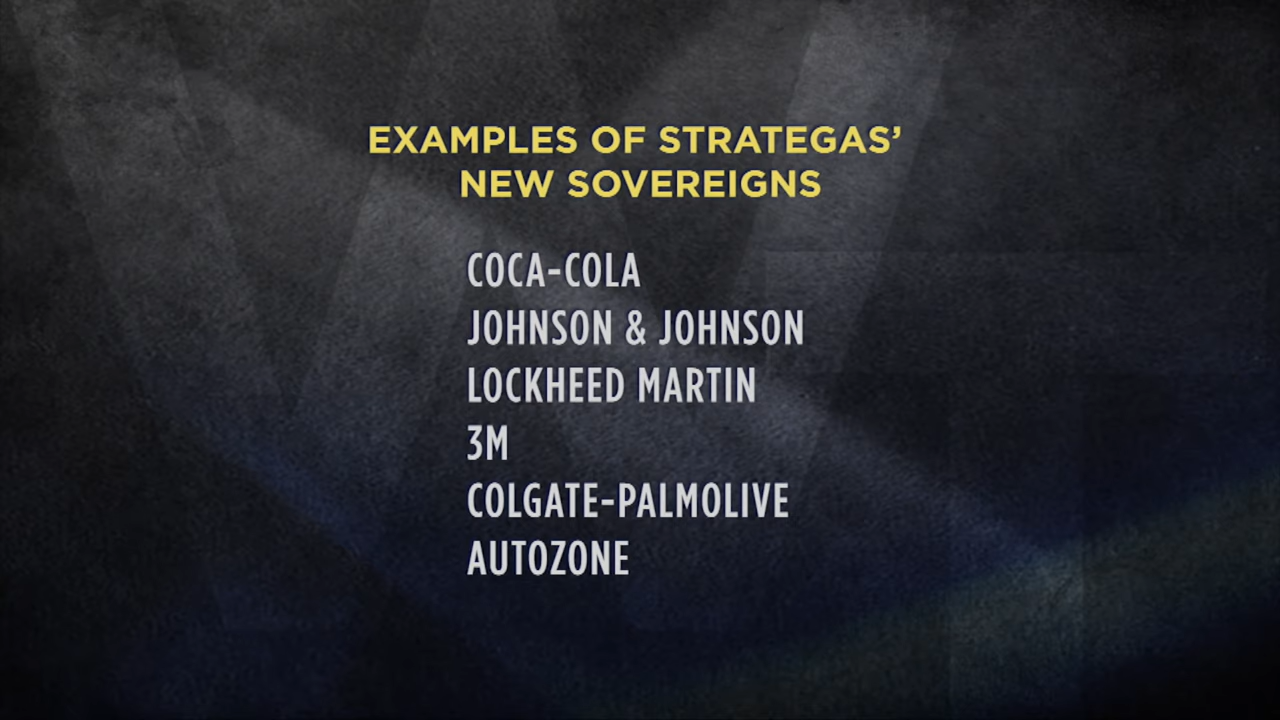 EXAMPLES OF STRATEGAS’
NEW SOVEREIGNS
COCA-COLA
JOHNSON & JOHNSON
LOCKHEED MARTIN
3M
COLGATE-PALMOLIVE
AUTOZONE